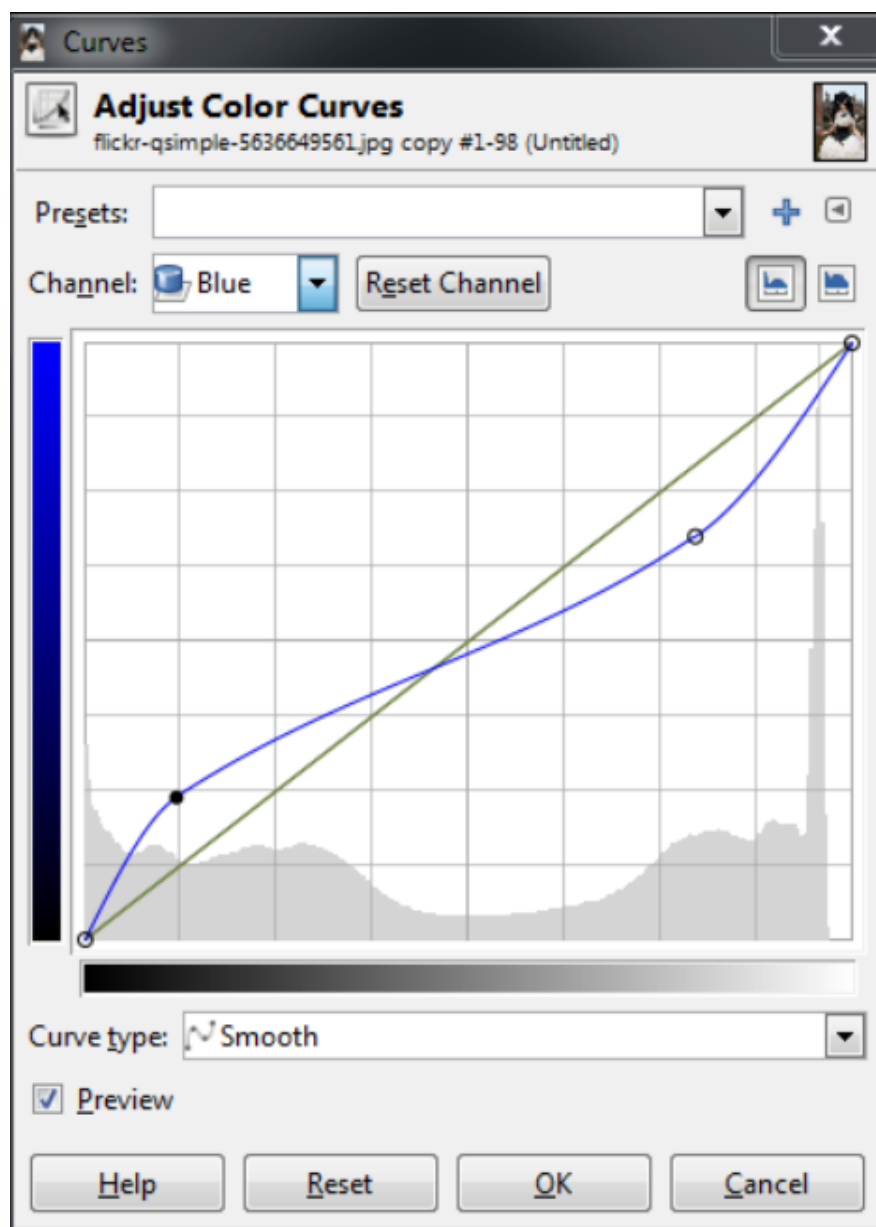 Curves
Adjust Color Curves
flickr-qsimple-5636649561.jpg copy #1-98 (Untitled)
Presets:
Channel: Blue Reset Channel
Curve type: Smooth
Preview
Help Reset OK Cancel